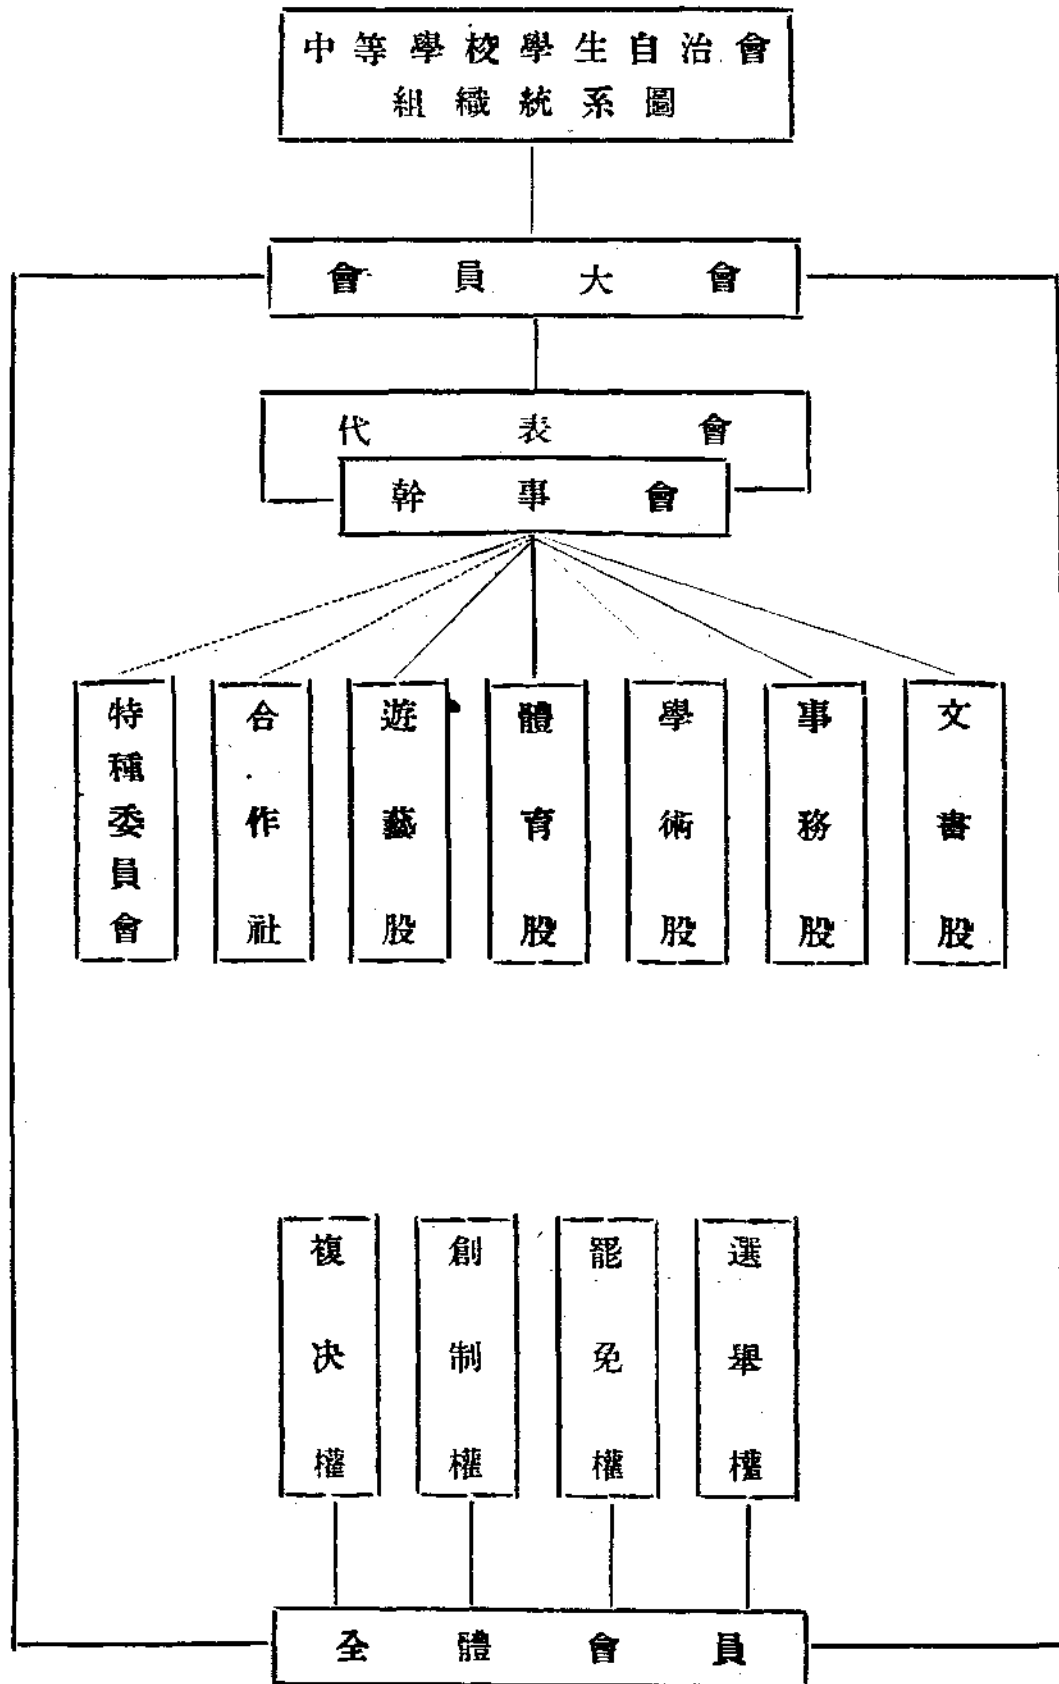 中等學校學生自治會
組織統系圖
會員大會
代表會
幹事會
文書股
事務股
學術股
體育股
遊藝股
合作社
特種委員會
選舉權
罷免權
創制權
複决權
全體會員